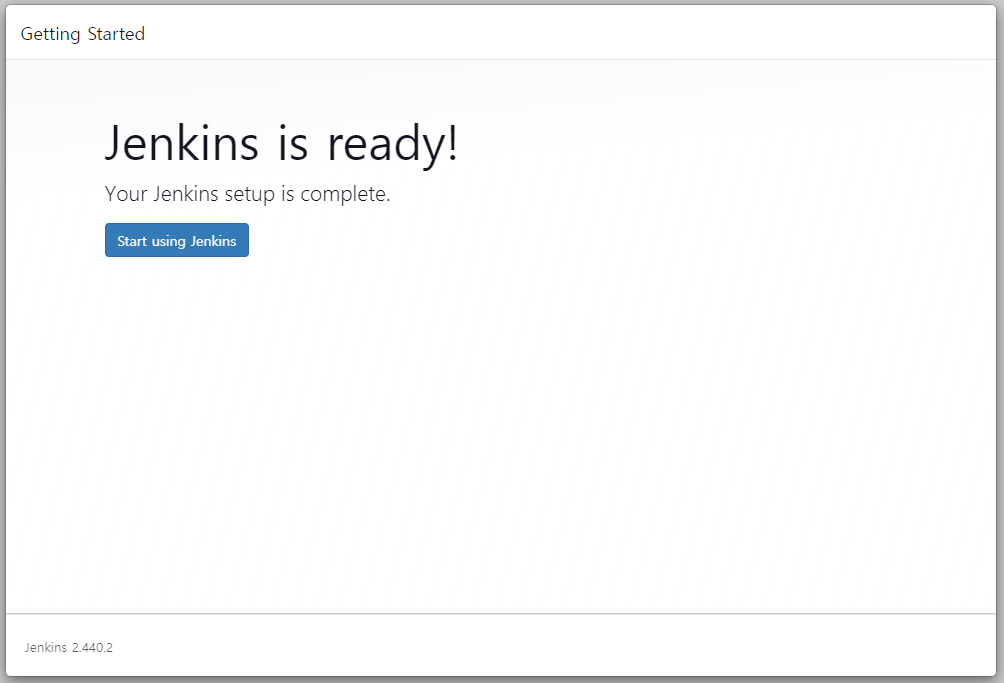 Getting Started
Jenkins is ready!
Your Jenkins setup is complete.
Start using Jenkins
Jenkins 2.440.2